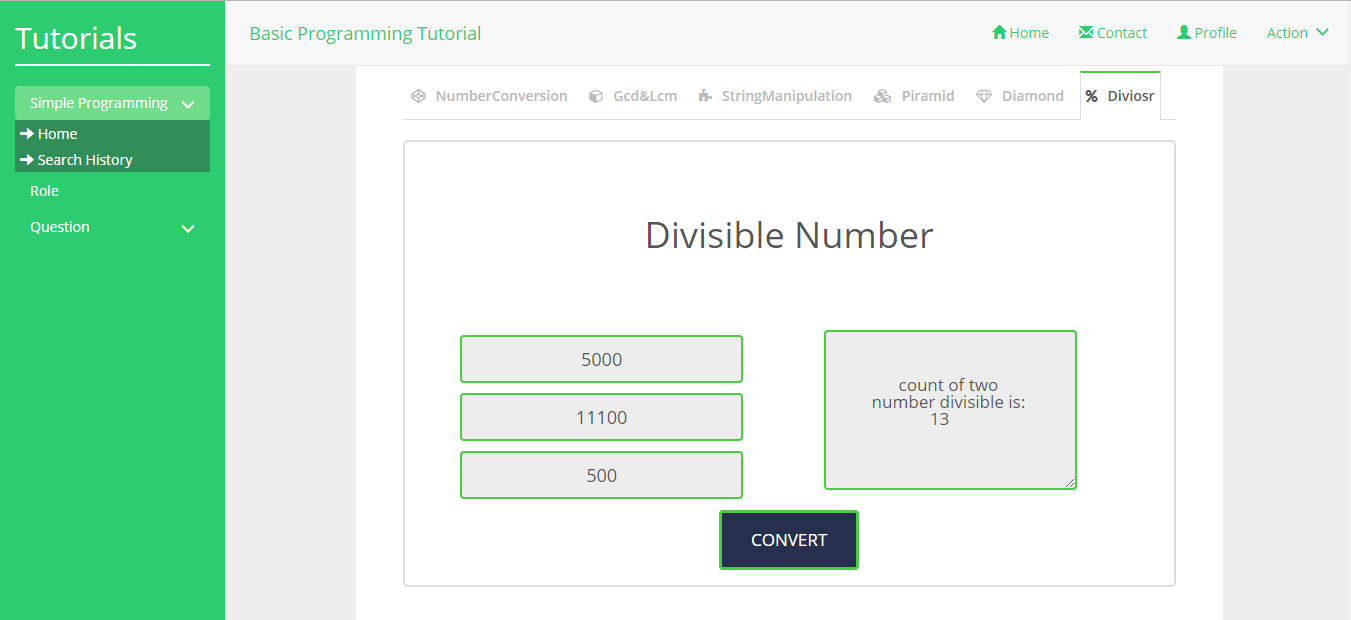 Tutorials
Simple Programming
Home
Search History
Role
Question
Basic Programming Tutorial
Home
Contact
Profile
Action
NumberConversion
Gcd&Lcm
StringManipulation
Piramid
Diamond
% Diviosr
Divisible Number
5000
11100
500
count of two
number divisible is:
13
CONVERT